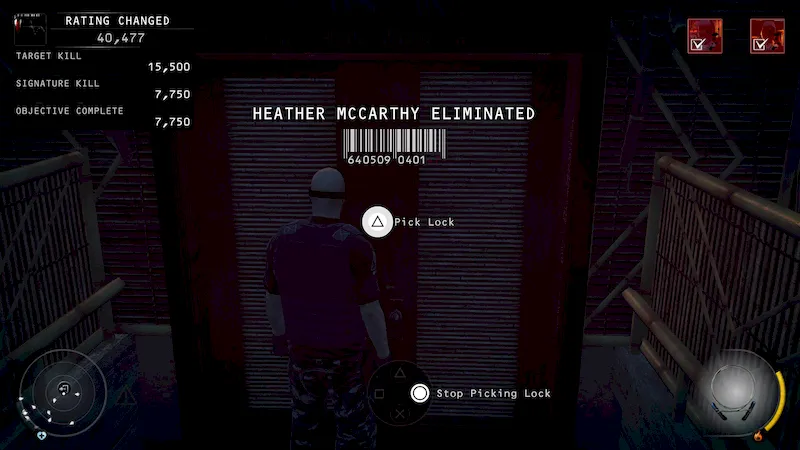 RATING CHANGED
40,477
TARGET KILL
15,500
SIGNATURE KILL
7,750
OBJECTIVE COMPLETE
7,750
HEATHER MCCARTHY ELIMINATED
640509 0401
Pick Lock
Stop Picking Lock